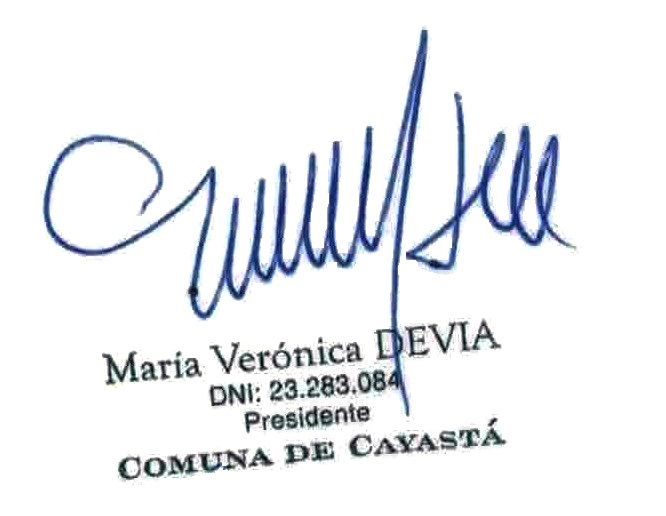 María Verónica DEVIA
DNI: 23.283.084
Presidente
COMUNA DE CAYASTÁ